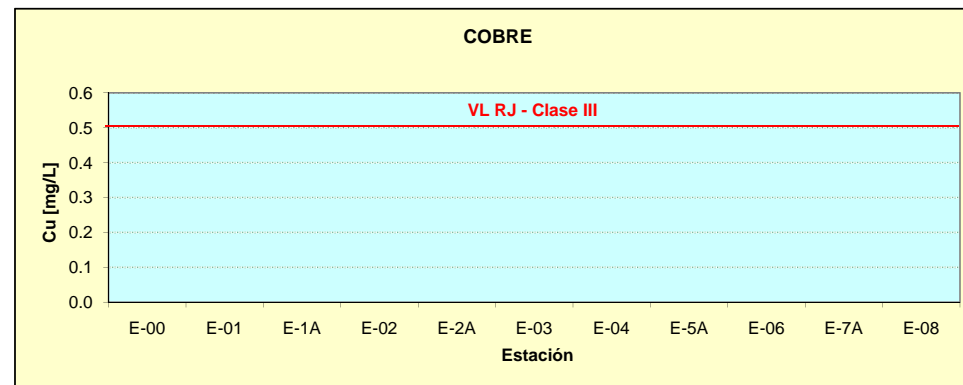 COBRE
VL RJ - Clase III
0.6
0.5
0.4
0.3
0.2
0.1
0.0
Cu [mg/L]
E-00 E-01 E-1A E-02 E-2A E-03 E-04 E-5A E-06 E-7A E-08
Estación